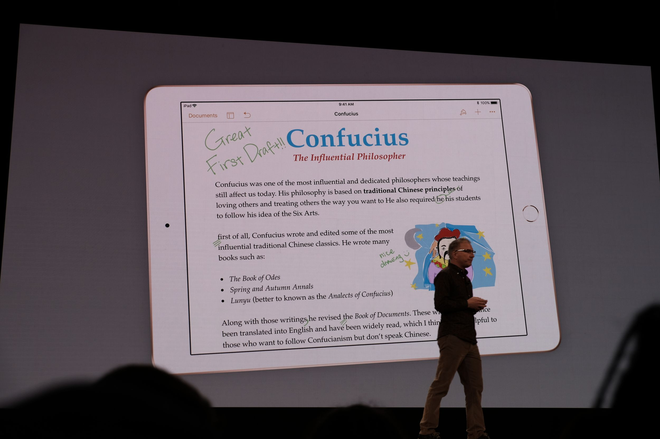 iPad
9:41 AM
100%
Documents
Confucius
Great
First Draft!!
Confucius
The Influential Philosopher
Confucius was one of the most influential and dedicated philosophers whose teachings
still affect us today. His philosophy is based on traditional Chinese principles of
loving others and treating others the way you want to He also required he his students
to follow his idea of the Six Arts.
first of all, Confucius wrote and edited some of the most
influential traditional Chinese classics. He wrote many
books such as:
nice
drawing
• The Book of Odes
• Spring and Autumn Annals
• Lunyu (better to known as the Analects of Confucius)
Along with those writings he revised the Book of Documents. These
been translated into English and have been widely read, which I
those who want to follow Confucianism but don't speak Chinese.